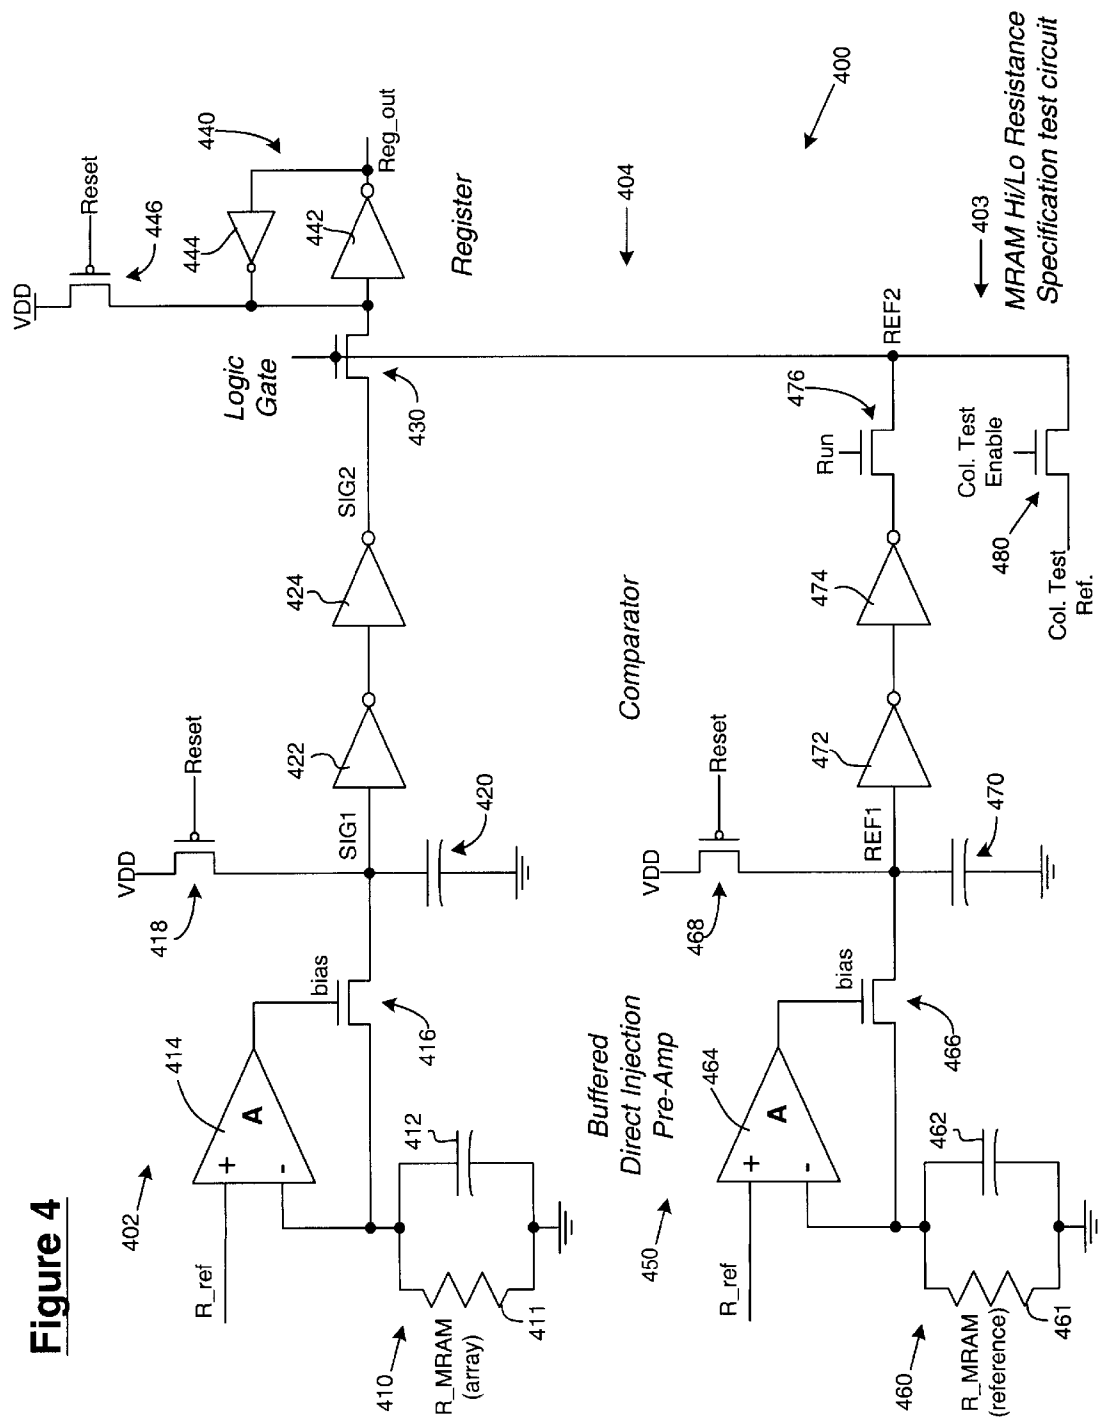 Figure 4
402
414
A
+
-
R_ref
410
R_MRAM
(array)
411
412
416
bias
418
VDD
Reset
SIG1
420
422
424
SIG2
Logic
Gate
430
VDD
Reset
446
444
440
442
Reg_out
Register
Buffered
Direct Injection
Pre-Amp
450
464
A
+
-
R_ref
460
R_MRAM
(reference)
461
462
466
bias
468
VDD
Reset
REF1
470
472
Comparator
474
Run
476
REF2
404
400
Col. Test
Enable
480
Col. Test
Ref.
403
MRAM Hi/Lo Resistance
Specification test circuit